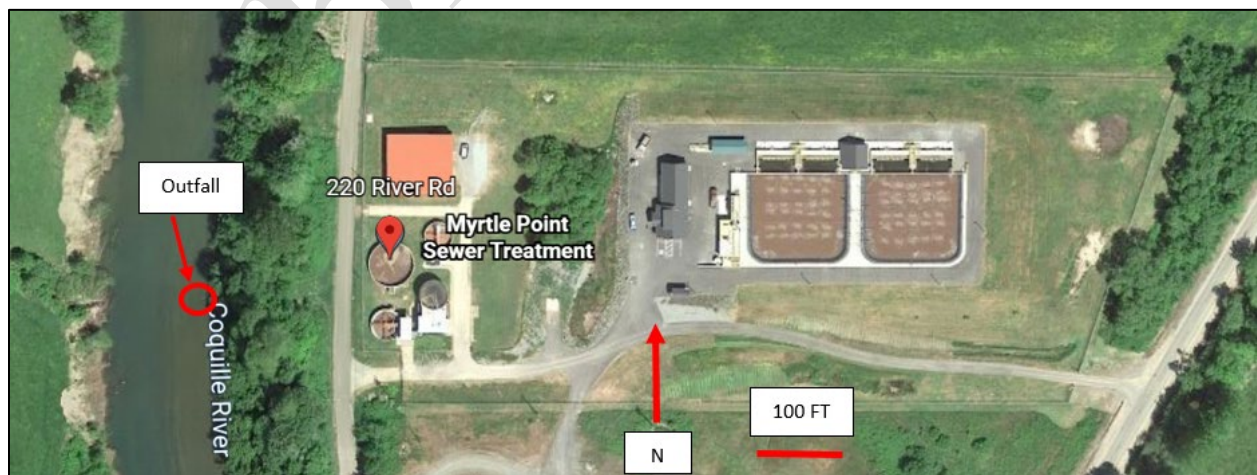 Outfall
220 River Rd
Myrtle Point
Sewer Treatment
Coquille River
100 FT
N